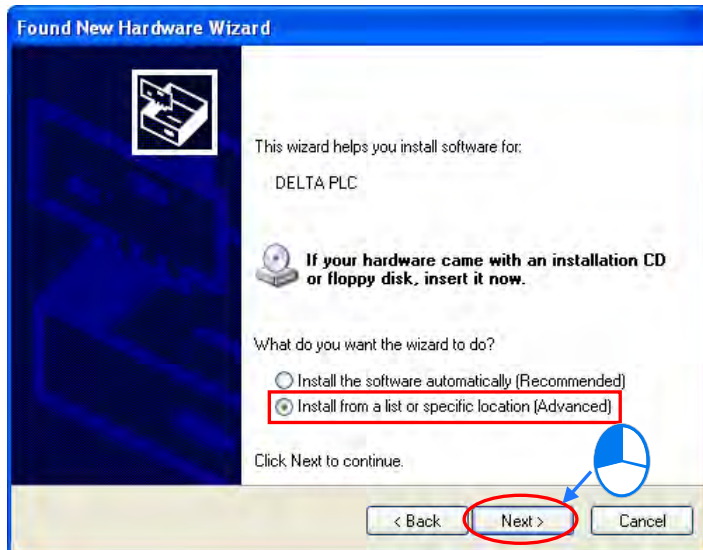 Found New Hardware Wizard
This wizard helps you install software for:
DELTA PLC
If your hardware came with an installation CD
or floppy disk, insert it now.
What do you want the wizard to do?
Install the software automatically (Recommended)
Install from a list or specific location (Advanced)
Click Next to continue.
< Back Next > Cancel